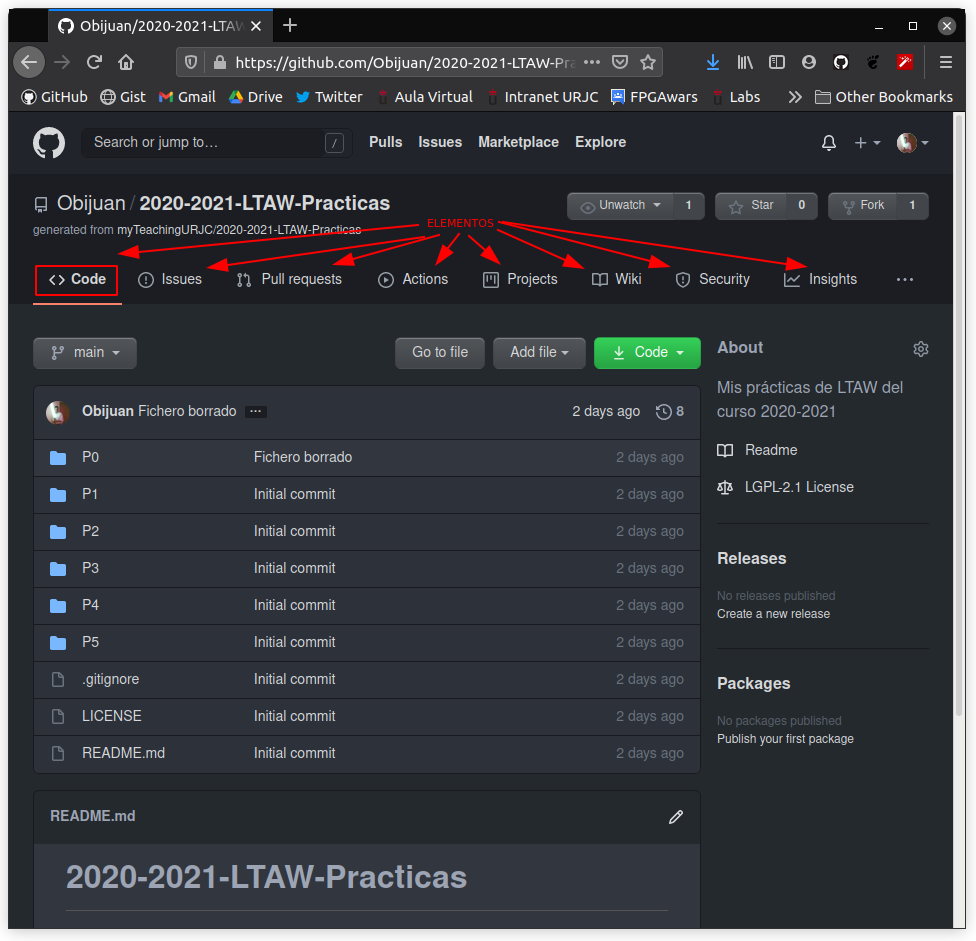 Obijuan/2020-2021-LTAW
https://github.com/Obijuan/2020-2021-LTAW-Pra
GitHub Gist Gmail Drive Twitter Aula Virtual Intranet URJC FPGAwars Labs Other Bookmarks
Search or jump to… / Pulls Issues Marketplace Explore
Obijuan / 2020-2021-LTAW-Practicas Unwatch 1 Star 0 Fork 1
generated from myTeachingURJC/2020-2021-LTAW-Practicas
ELEMENTOS
Code Issues Pull requests Actions Projects Wiki Security Insights
main Go to file Add file Code
About
Mis prácticas de LTAW del
curso 2020-2021
Readme
LGPL-2.1 License
Releases
No releases published
Create a new release
Packages
No packages published
Publish your first package
Obijuan Fichero borrado 2 days ago 8
P0 Fichero borrado 2 days ago
P1 Initial commit 2 days ago
P2 Initial commit 2 days ago
P3 Initial commit 2 days ago
P4 Initial commit 2 days ago
P5 Initial commit 2 days ago
.gitignore Initial commit 2 days ago
LICENSE Initial commit 2 days ago
README.md Initial commit 2 days ago
README.md
2020-2021-LTAW-Practicas